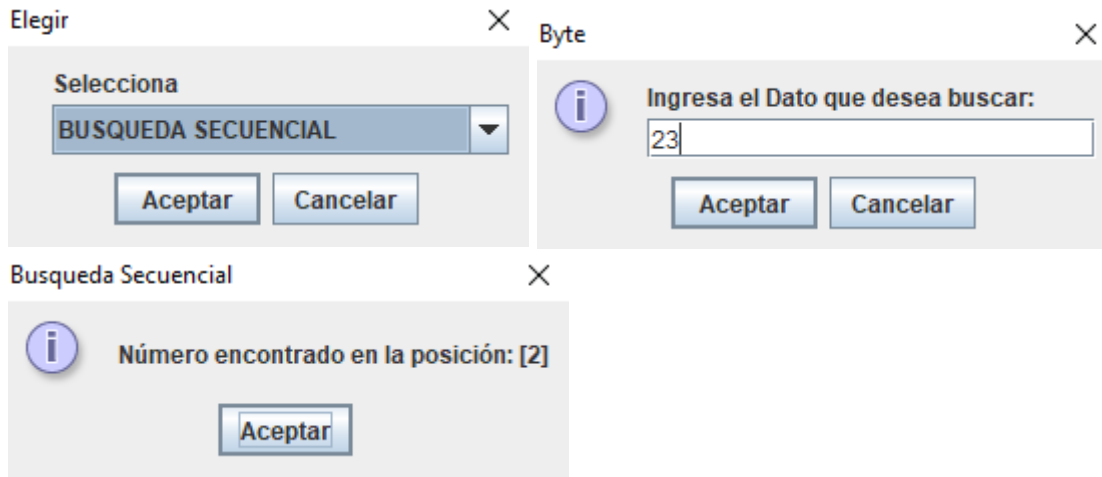 Elegir
Selecciona
BUSQUEDA SECUENCIAL
Aceptar Cancelar
Byte
Ingresa el Dato que desea buscar:
23
Aceptar Cancelar
Busqueda Secuencial
Número encontrado en la posición: [2]
Aceptar